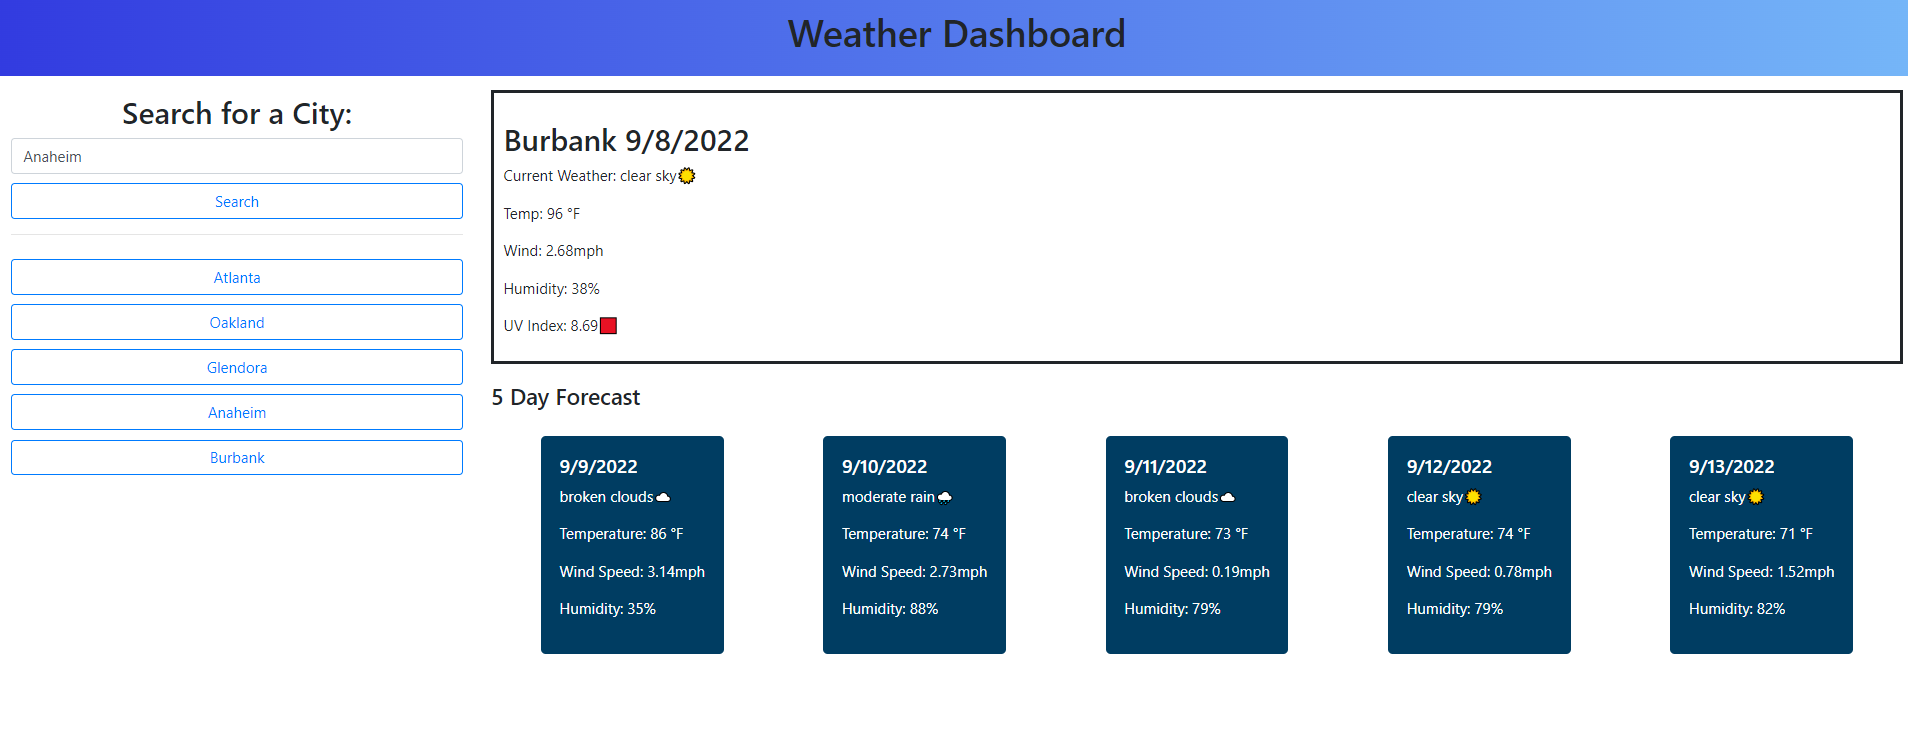 Weather Dashboard
Search for a City:
Anaheim
Search
Atlanta
Oakland
Glendora
Anaheim
Burbank
Burbank 9/8/2022
Current Weather: clear sky
Temp: 96 °F
Wind: 2.68mph
Humidity: 38%
UV Index: 8.69
5 Day Forecast
9/9/2022
broken clouds
Temperature: 86 °F
Wind Speed: 3.14mph
Humidity: 35%
9/10/2022
moderate rain
Temperature: 74 °F
Wind Speed: 2.73mph
Humidity: 88%
9/11/2022
broken clouds
Temperature: 73 °F
Wind Speed: 0.19mph
Humidity: 79%
9/12/2022
clear sky
Temperature: 74 °F
Wind Speed: 0.78mph
Humidity: 79%
9/13/2022
clear sky
Temperature: 71 °F
Wind Speed: 1.52mph
Humidity: 82%